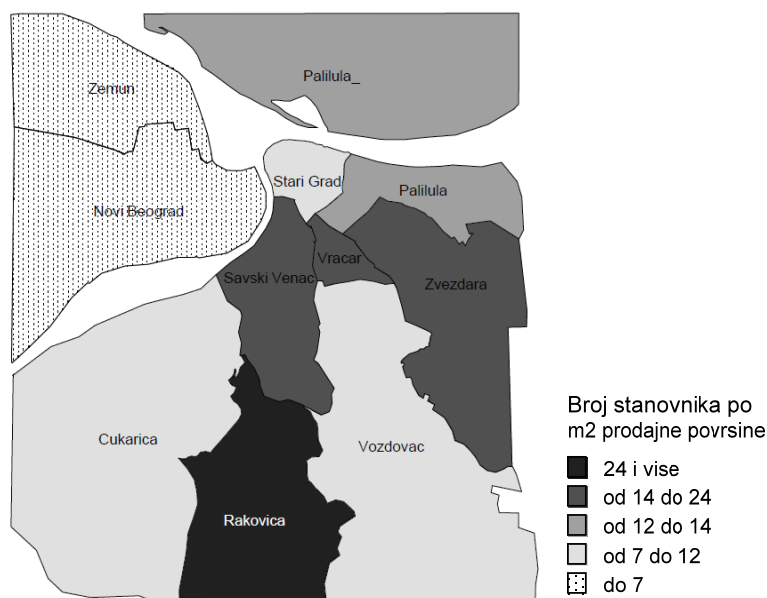 Palilula_
Zemun
Stari Grad
Palilula
Novi Beograd
Vracar
Savski Venac
Zvezdara
Cukarica
Vozdovac
Rakovica
Broj stanovnika po
m2 prodajne povrsine
24 i vise
od 14 do 24
od 12 do 14
od 7 do 12
do 7